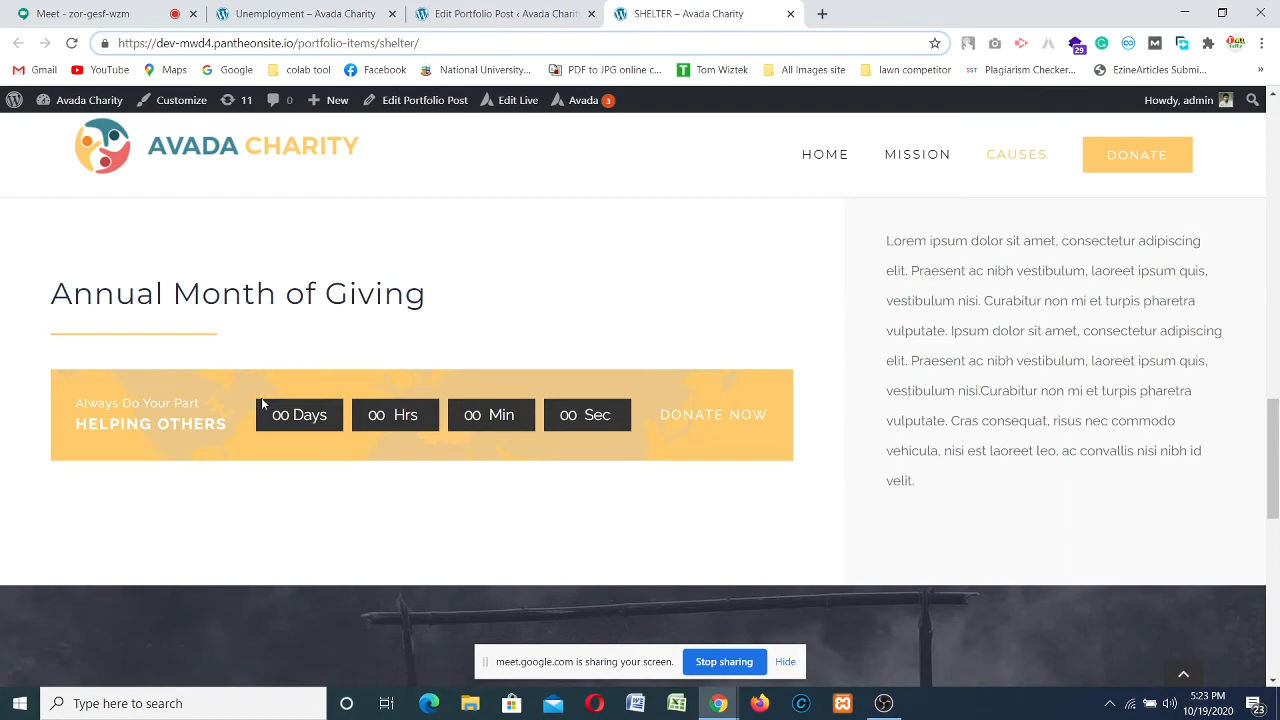 Meet - zor-gesf-wzm
Unemployment – Avada CHARITY
Edit Portfolio Post ‹ Avada Charity
SHELTER – Avada CHARITY
https://dev-mwd4.pantheonsite.io/portfolio-items/shelter/
29
Gmail
YouTube
Maps
Google
colab tool
Facebook
National University...
PDF to JPG online c...
Tom Wiztek
All Images site
lawn competitor
SST Plagiarism Checker...
EzineArticles Submi...
»
Avada Charity
Customize
11
0
New
Edit Portfolio Post
Edit Live
Avada 3
Howdy, admin
AVADA CHARITY
HOME
MISSION
CAUSES
DONATE
Annual Month of Giving
Always Do Your Part
HELPING OTHERS
00 Days
00 Hrs
00 Min
00 Sec
DONATE NOW
Lorem ipsum dolor sit amet, consectetur adipiscing
elit. Praesent ac nibh vestibulum, laoreet ipsum quis,
vestibulum nisi. Curabitur non mi et turpis pharetra
vulputate. Ipsum dolor sit amet, consectetur adipiscing
elit. Praesent ac nibh vestibulum, laoreet ipsum quis,
vestibulum nisi.Curabitur non mi et turpis pharetra
vulputate. Cras consequat, risus nec commodo
vehicula, nisi est laoreet leo, ac convallis nisi nibh id
velit.
meet.google.com is sharing your screen.
Stop sharing
Hide
Type here to search
5:23 PM
10/19/2020
23